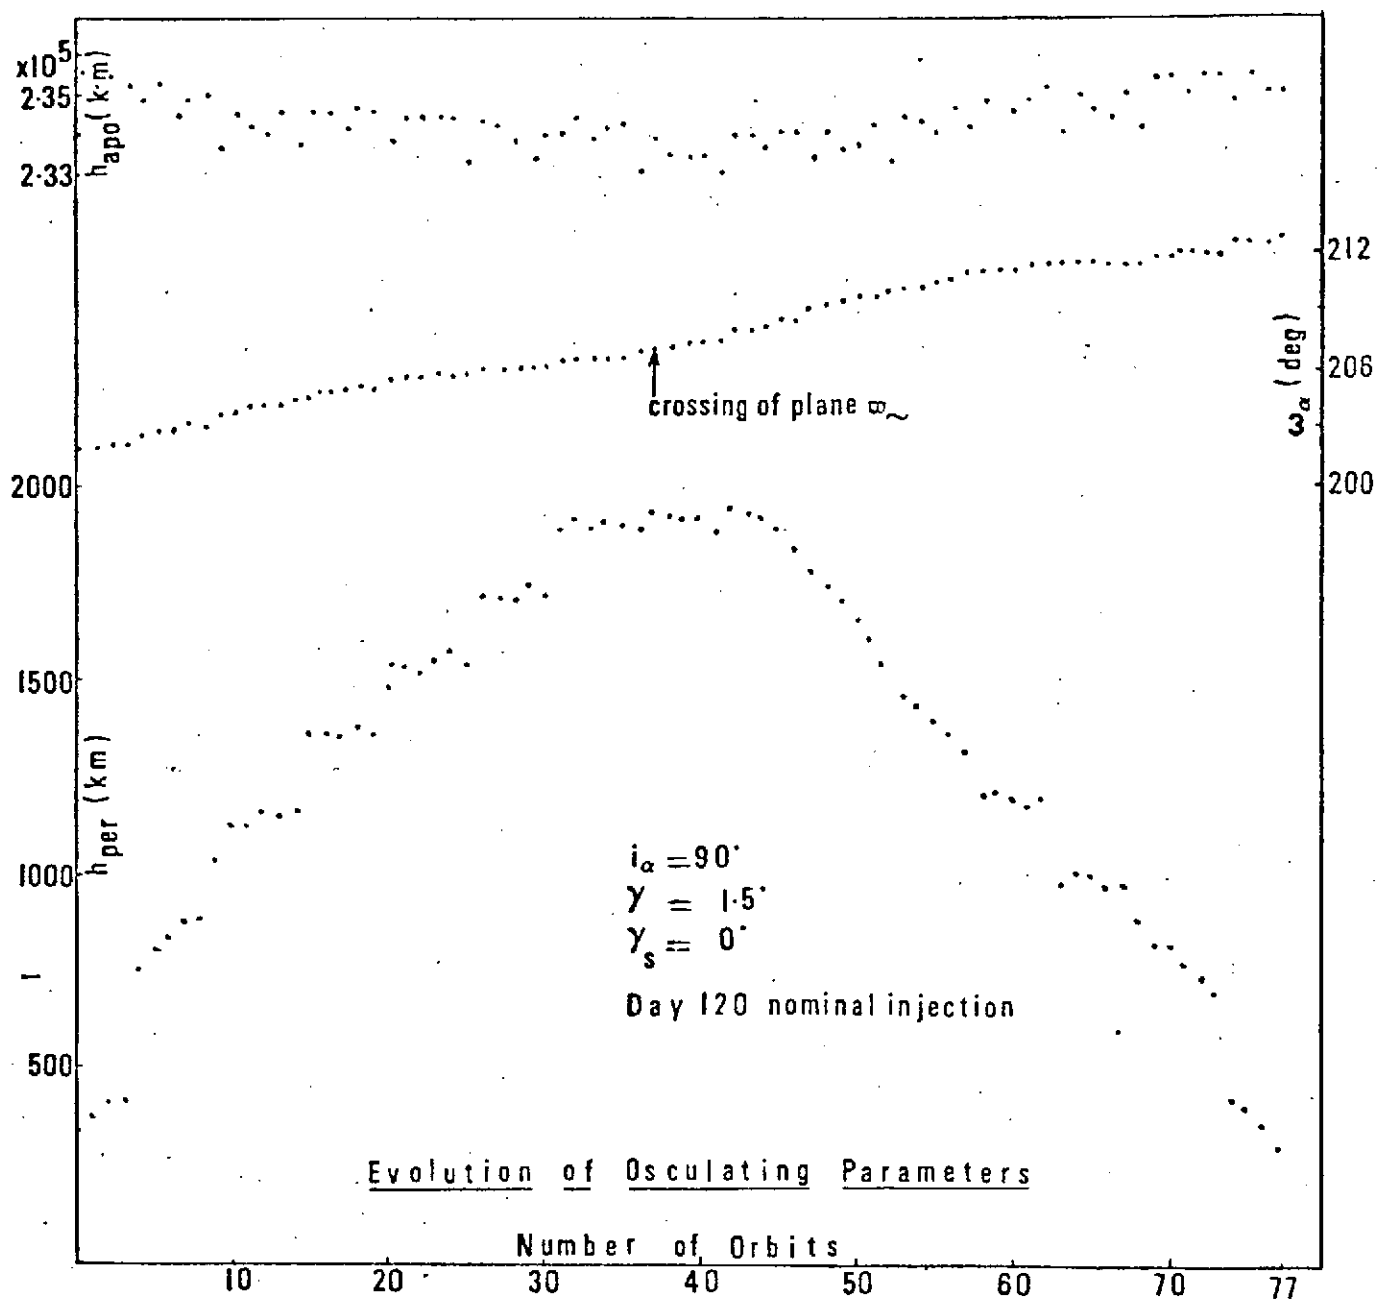 x10⁵
2·35
2·33
h_apo (k·m)
212
206
200
ω_α (deg)
crossing of plane
2000
1500
1000
500
h_per (km)
i_α = 90°
γ = 1·5°
γ_s = 0°
Day 120 nominal injection
Evolution of Osculating Parameters
Number of Orbits
10 20 30 40 50 60 70 77